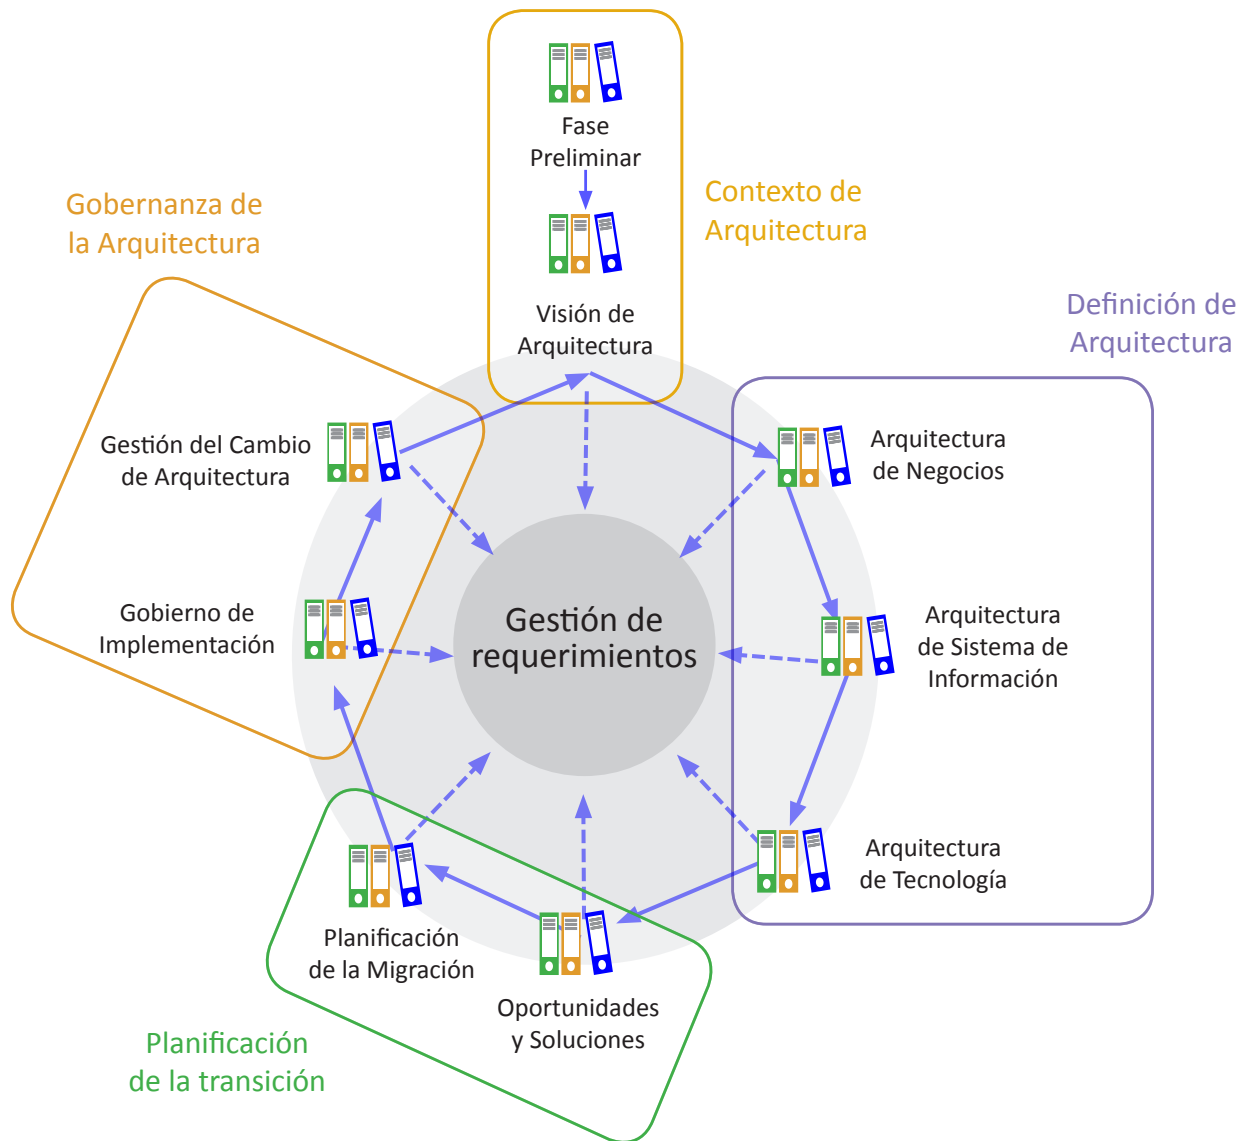 Fase
Preliminar
Contexto de
Arquitectura
Gobernanza de
la Arquitectura
Visión de
Arquitectura
Definición de
Arquitectura
Gestión del Cambio
de Arquitectura
Arquitectura
de Negocios
Gobierno de
Implementación
Gestión de
requerimientos
Arquitectura
de Sistema de
Información
Arquitectura
de Tecnología
Planificación
de la Migración
Oportunidades
y Soluciones
Planificación
de la transición